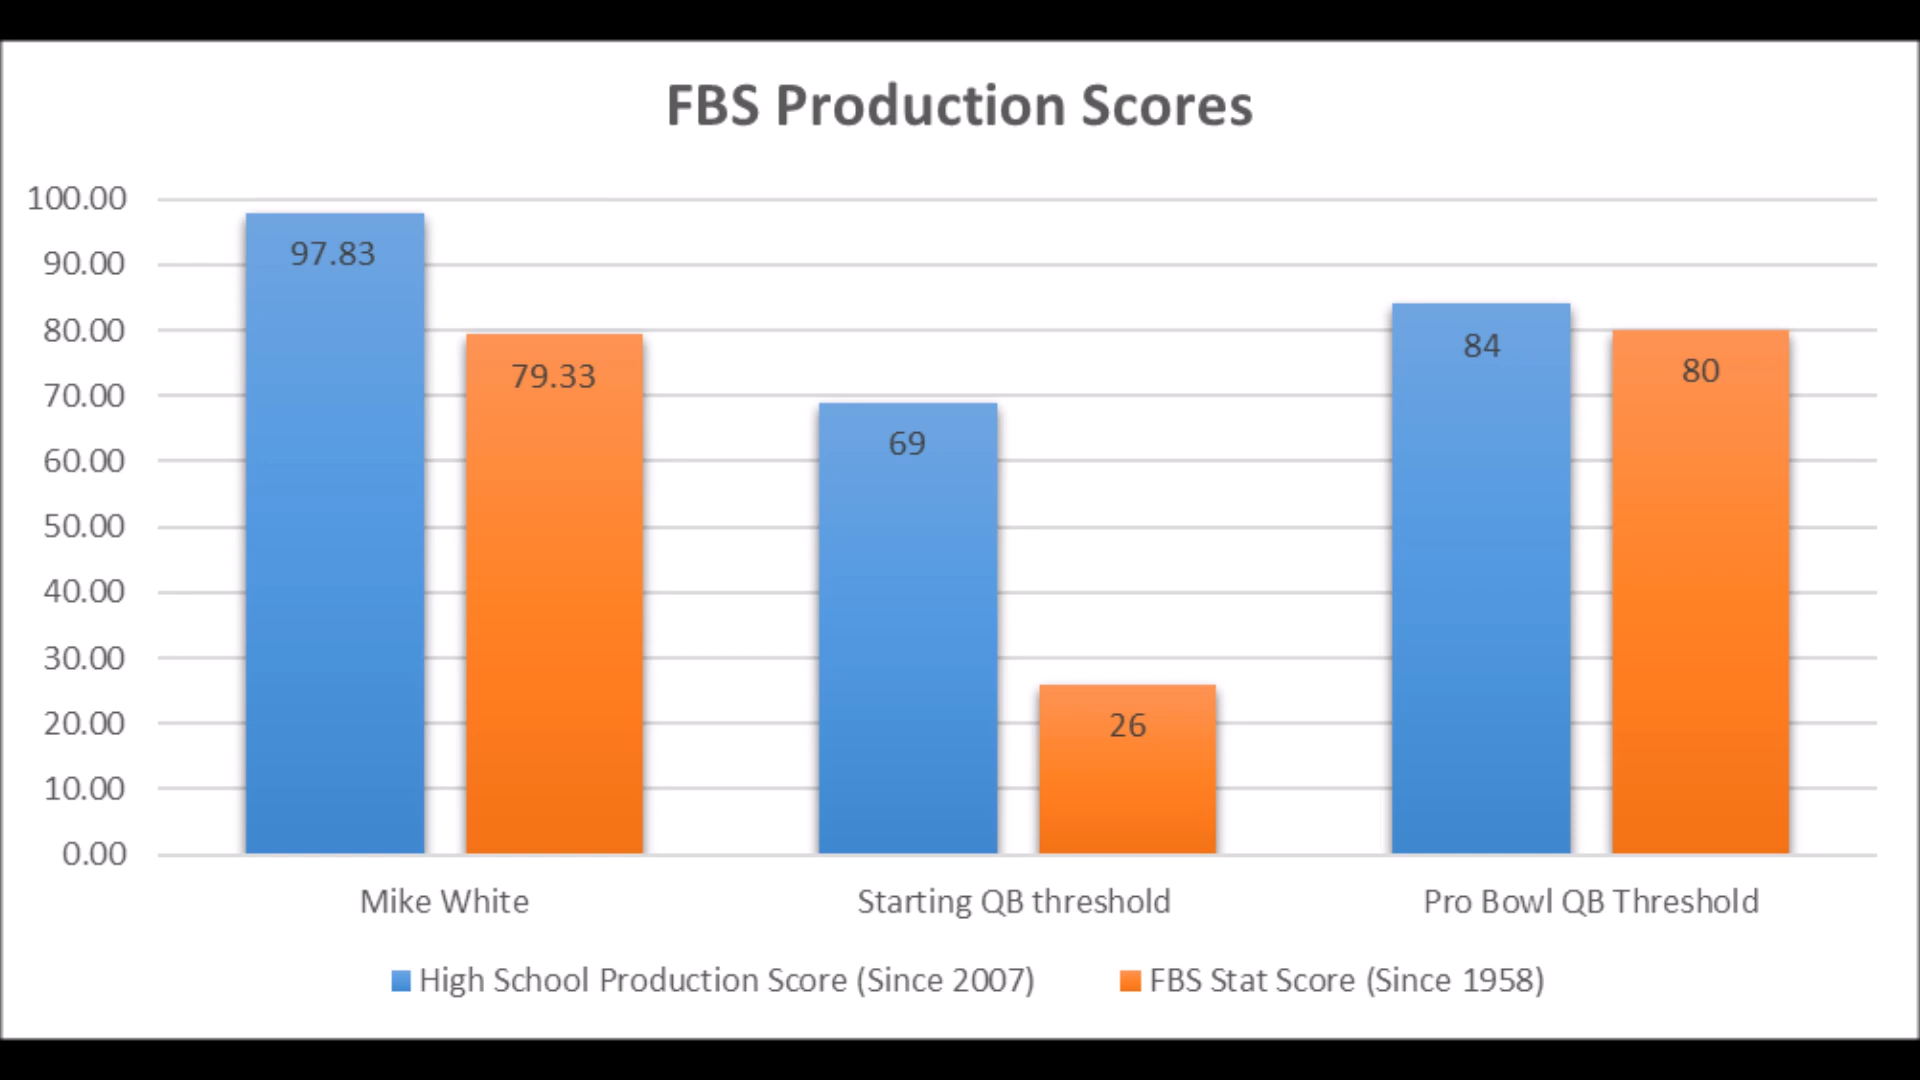 FBS Production Scores
100.00
90.00
80.00
70.00
60.00
50.00
40.00
30.00
20.00
10.00
0.00
97.83
79.33
69
26
84
80
Mike White
Starting QB threshold
Pro Bowl QB Threshold
High School Production Score (Since 2007)
FBS Stat Score (Since 1958)